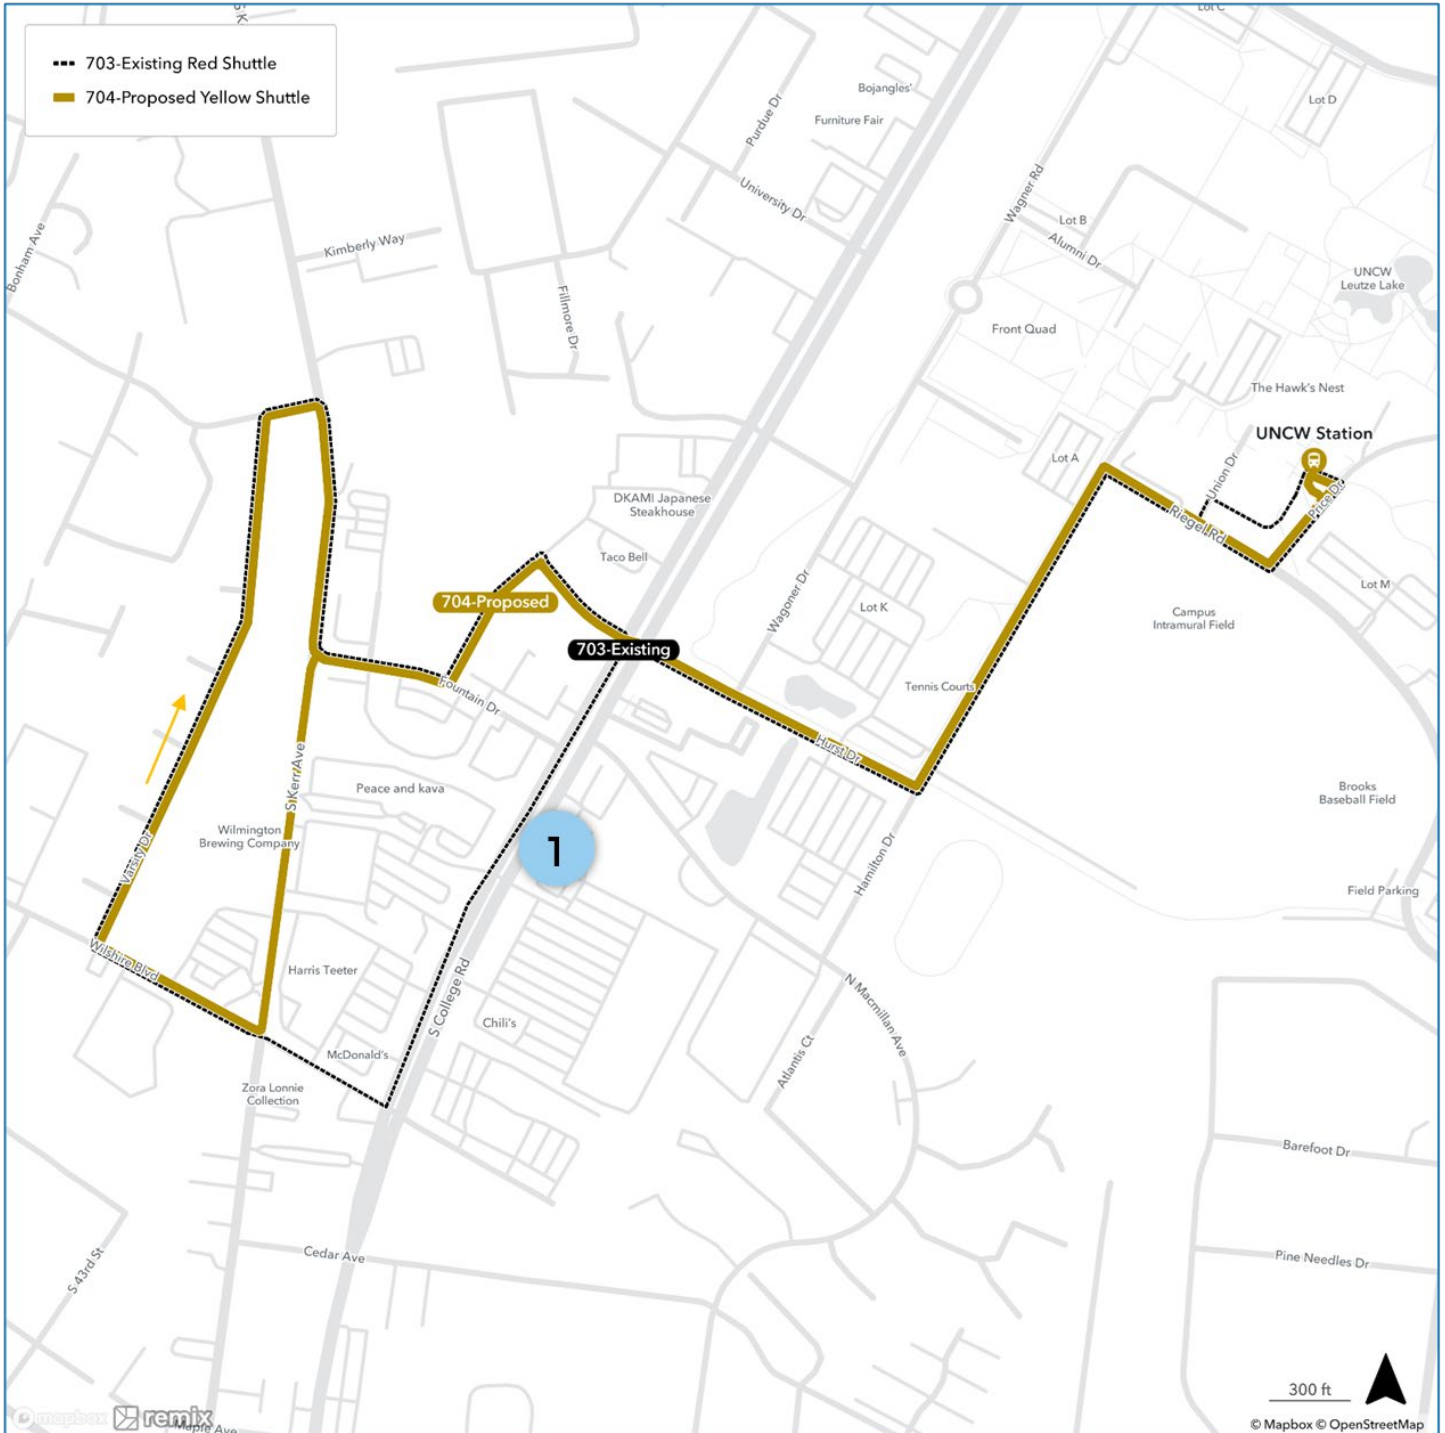 703-Existing Red Shuttle
704-Proposed Yellow Shuttle
Lot C
Bojangles'
Lot D
Furniture Fair
Purdue Dr
University Dr
Wagner Rd
Lot B
Alumni Dr
Kimberly Way
Bonham Ave
UNCW
Leutze Lake
Fillmore Dr
Front Quad
The Hawk's Nest
UNCW Station
Lot A
Union Dr
DKAMI Japanese
Steakhouse
Price Dr
Riegel Rd
Taco Bell
Lot M
704-Proposed
Wagoner Dr
Lot K
Campus
Intramural Field
703-Existing
Fountain Dr
Tennis Courts
Hurst Dr
S Kerr Ave
Peace and kava
Brooks
Baseball Field
Wilmington
Brewing Company
1
Varsity Dr
Hamilton Dr
Field Parking
Wilshire Blvd
Harris Teeter
S College Rd
N Macmillan Ave
Chili's
McDonald's
Atlantis Ct
Zora Lonnie
Collection
Barefoot Dr
Cedar Ave
S 43rd St
Pine Needles Dr
300 ft
mapbox remix
Maple Ave
© Mapbox © OpenStreetMap